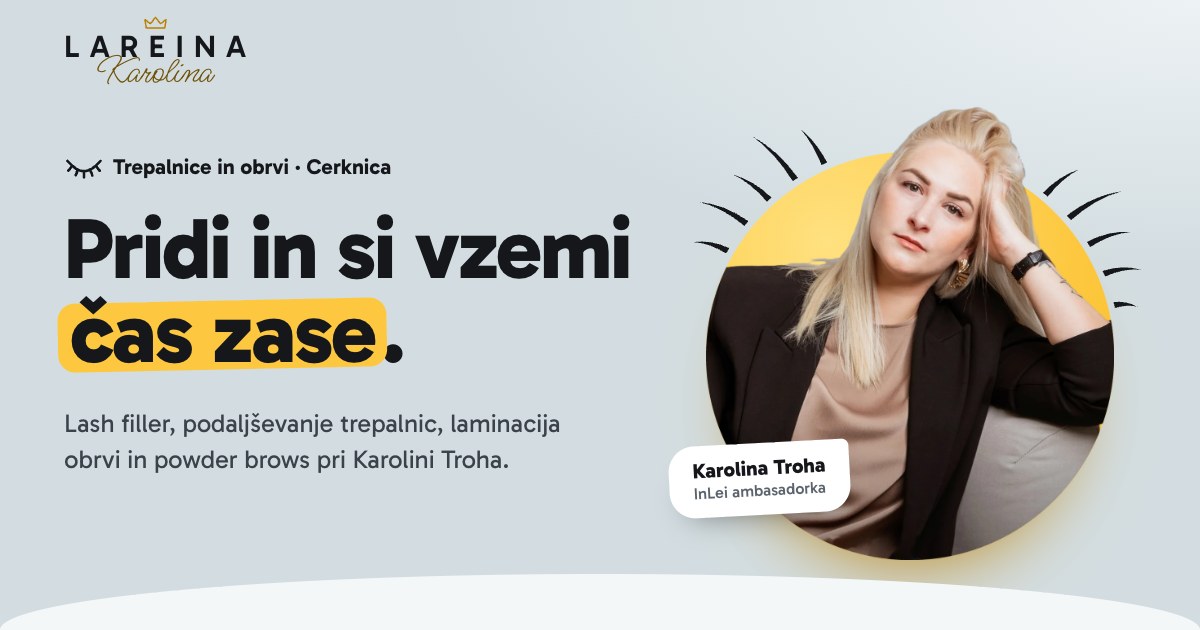 LAREINA
Karolina
Trepalnice in obrvi · Cerknica
Pridi in si vzemi
čas zase.
Lash filler, podaljševanje trepalnic, laminacija
obrvi in powder brows pri Karolini Troha.
Karolina Troha
InLei ambasadorka